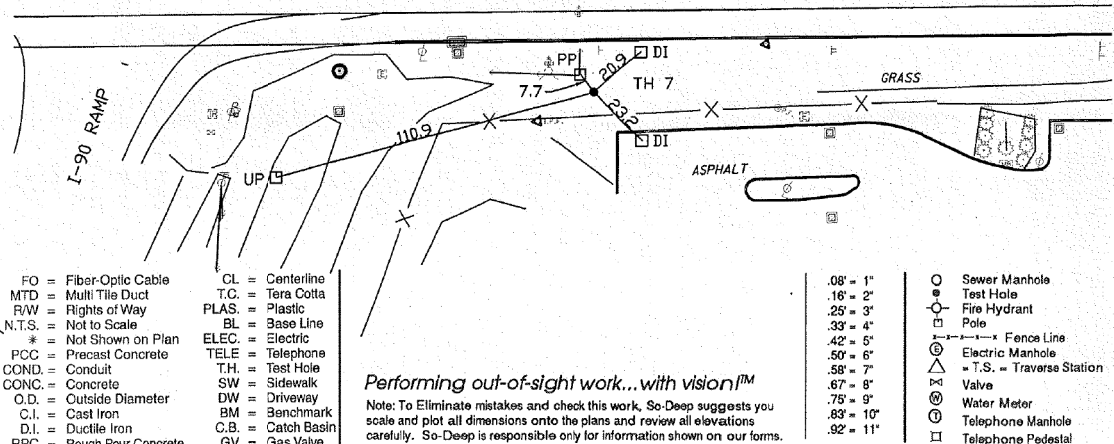 PP
DI
20.9
TH 7
7.7
GRASS
23.2
110.9
DI
UP
I-90 RAMP
ASPHALT
FO = Fiber-Optic Cable
MTD = Multi Tile Duct
R/W = Rights of Way
N.T.S. = Not to Scale
* = Not Shown on Plan
PCC = Precast Concrete
COND. = Conduit
CONC. = Concrete
O.D. = Outside Diameter
C.I. = Cast Iron
D.I. = Ductile Iron
RPC = Rough Pour Concrete
CL = Centerline
T.C. = Tera Cotta
PLAS. = Plastic
BL = Base Line
ELEC. = Electric
TELE = Telephone
T.H. = Test Hole
SW = Sidewalk
DW = Driveway
BM = Benchmark
C.B. = Catch Basin
GV = Gas Valve
Performing out-of-sight work...with vision!™
Note: To Eliminate mistakes and check this work, So-Deep suggests you
scale and plot all dimensions onto the plans and review all elevations
carefully. So-Deep is responsible only for information shown on our forms.
.08' = 1"
.16' = 2"
.25' = 3"
.33' = 4"
.42' = 5"
.50' = 6"
.58' = 7"
.67' = 8"
.75' = 9"
.83' = 10"
.92' = 11"
Sewer Manhole
Test Hole
Fire Hydrant
Pole
Fence Line
E Electric Manhole
= T.S. = Traverse Station
Valve
W Water Meter
T Telephone Manhole
Telephone Pedestal